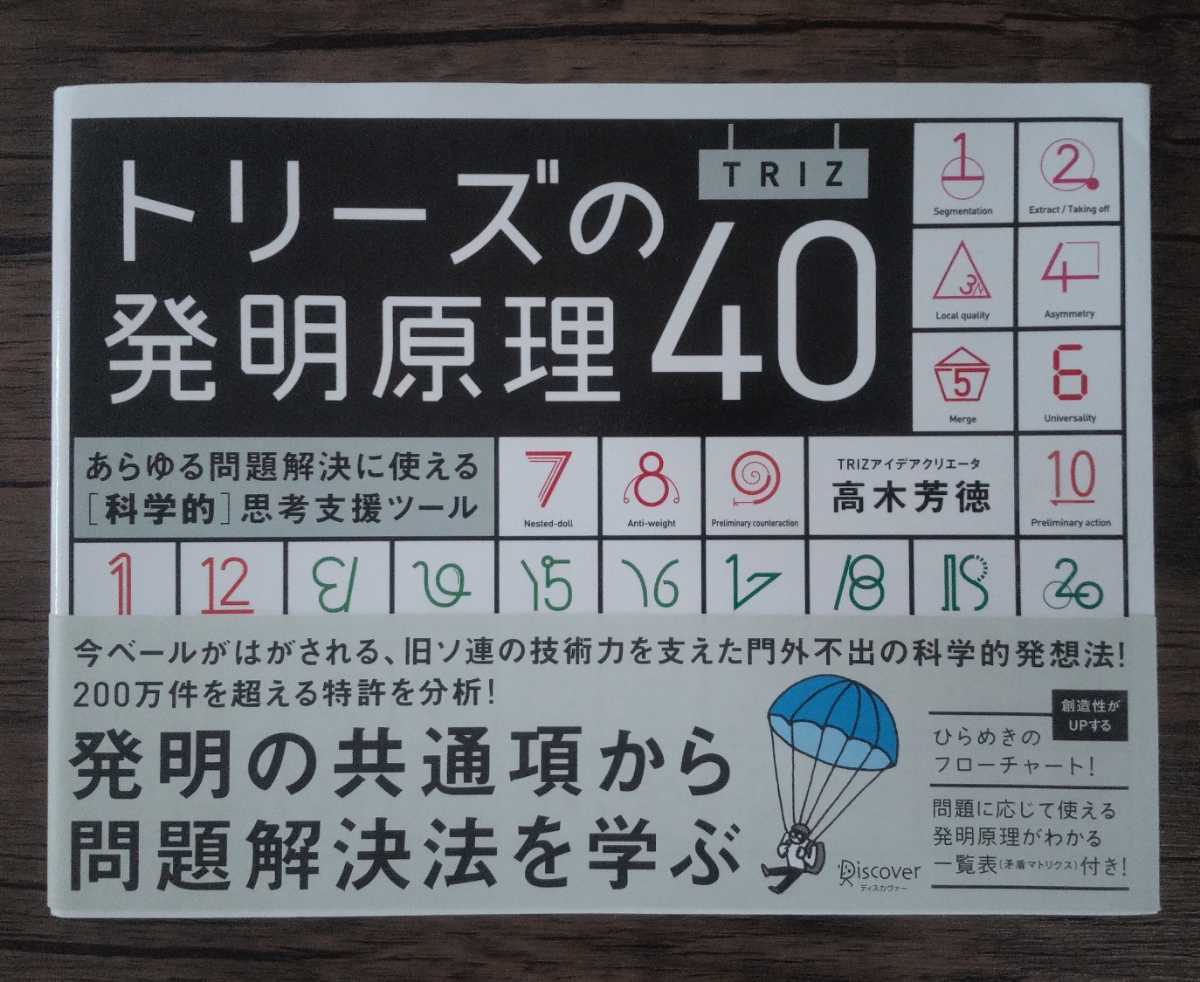 トリーズの
発明原理
40
TRIZ
1
Segmentation
2
Extract / Taking off
3
Local quality
4
Asymmetry
5
Merge
6
Universality
あらゆる問題解決に使える
[科学的]思考支援ツール
7
Nested-doll
8
Anti-weight
9
Preliminary counteraction
TRIZアイデアクリエータ
高木芳徳
10
Preliminary action
11
12
13
14
15
16
17
18
19
20
今ベールがはがされる、旧ソ連の技術力を支えた門外不出の科学的発想法!
200万件を超える特許を分析!
発明の共通項から
問題解決法を学ぶ
Discover
ディスカヴァー
創造性が
UPする
ひらめきの
フローチャート!
問題に応じて使える
発明原理がわかる
一覧表(矛盾マトリクス)付き!